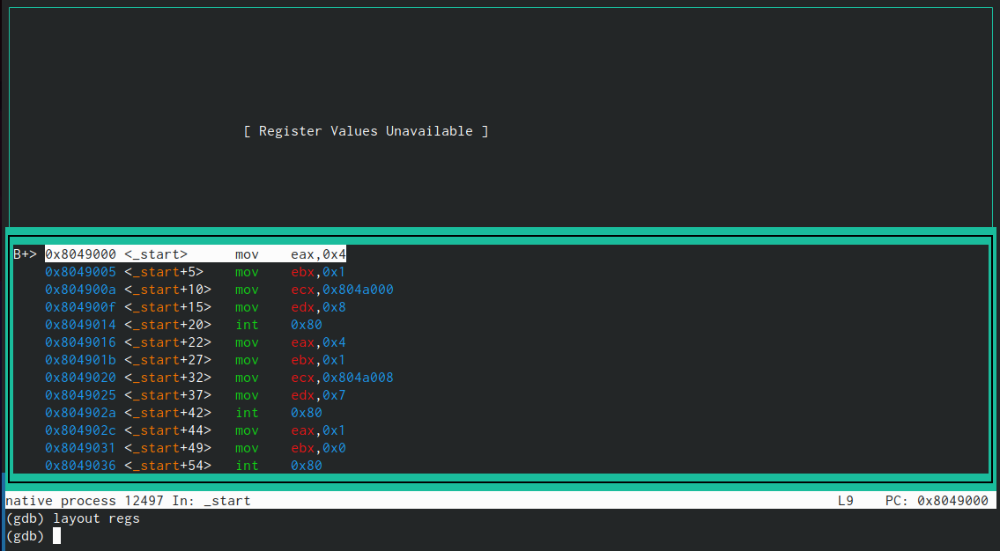 [ Register Values Unavailable ]
B+> 0x8049000 <_start> mov eax,0x4
0x8049005 <_start+5> mov ebx,0x1
0x804900a <_start+10> mov ecx,0x804a000
0x804900f <_start+15> mov edx,0x8
0x8049014 <_start+20> int 0x80
0x8049016 <_start+22> mov eax,0x4
0x804901b <_start+27> mov ebx,0x1
0x8049020 <_start+32> mov ecx,0x804a008
0x8049025 <_start+37> mov edx,0x7
0x804902a <_start+42> int 0x80
0x804902c <_start+44> mov eax,0x1
0x8049031 <_start+49> mov ebx,0x0
0x8049036 <_start+54> int 0x80
native process 12497 In: _start L9 PC: 0x8049000
(gdb) layout regs
(gdb)